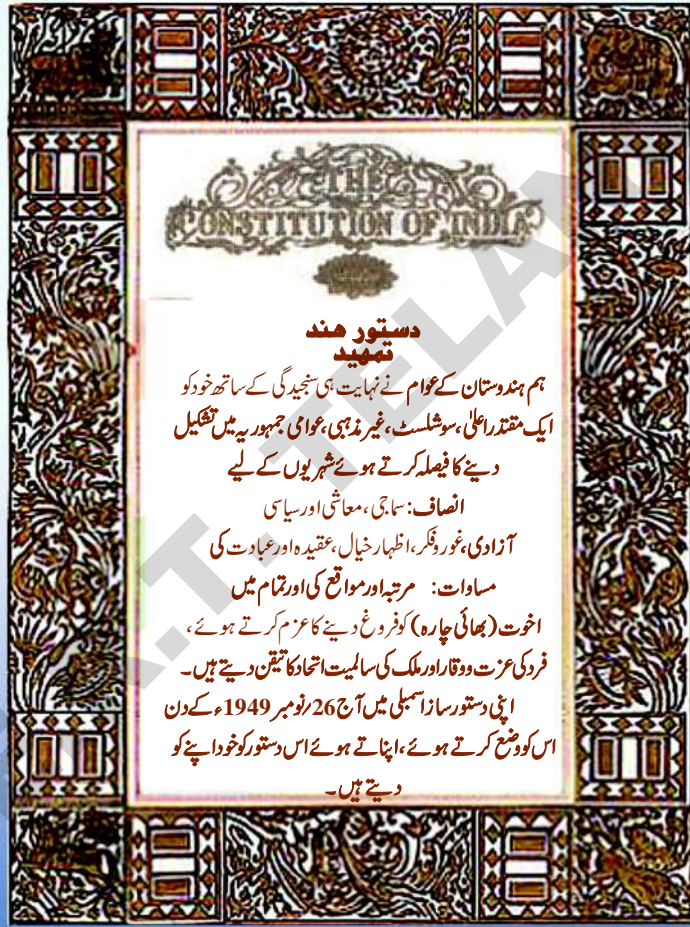 THE
CONSTITUTION OF INDIA
دستور ھند
تمہید
ہم ہندوستان کے عوام نے نہایت ہی سنجیدگی کے ساتھ خود کو
ایک مقتدر اعلیٰ، سوشلسٹ، غیر مذہبی، عوامی جمہوریہ میں تشکیل
دینے کا فیصلہ کرتے ہوئے شہریوں کے لیے
انصاف: سماجی، معاشی اور سیاسی
آزادی، غور و فکر، اظہار خیال، عقیدہ اور عبادت کی
مساوات: مرتبہ اور مواقع کی اور تمام میں
اخوت (بھائی چارہ) کو فروغ دینے کا عزم کرتے ہوئے،
فرد کی عزت و وقار اور ملک کی سالمیت اتحاد کا تیقن دیتے ہیں۔
اپنی دستور ساز اسمبلی میں آج 26/نومبر 1949ء کے دن
اس کو وضع کرتے ہوئے، اپناتے ہوئے اس دستور کو خود اپنے کو
دیتے ہیں۔